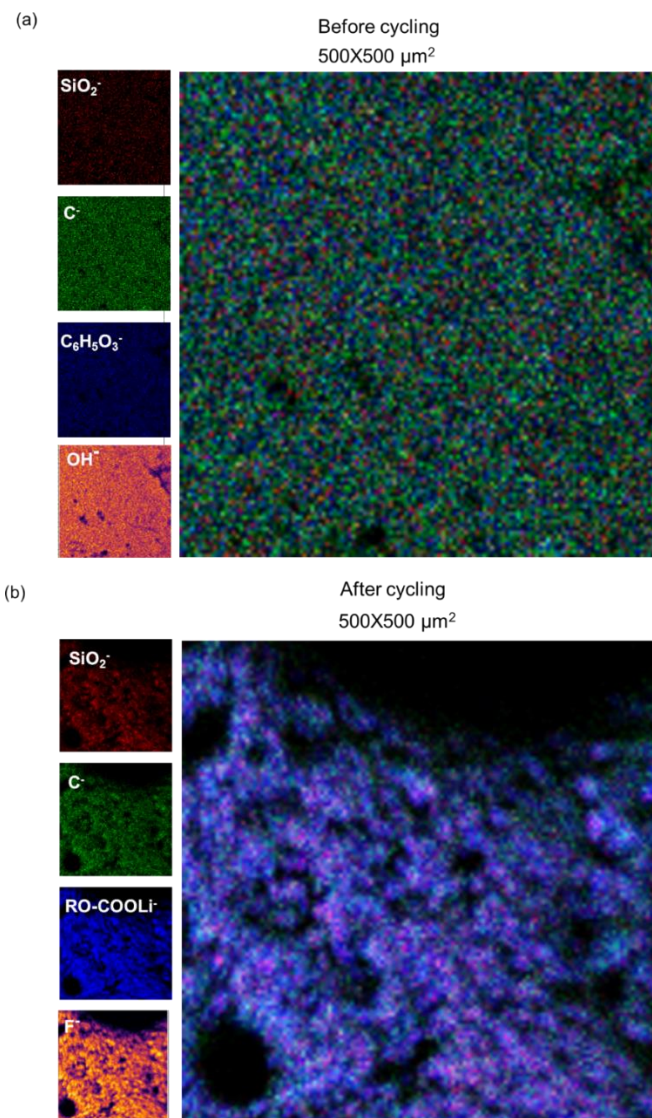 (a)
Before cycling
500X500 µm²
SiO₂⁻
C⁻
C₆H₅O₃⁻
OH⁻
(b)
After cycling
500X500 µm²
SiO₂⁻
C⁻
RO-COOLi⁻
F⁻